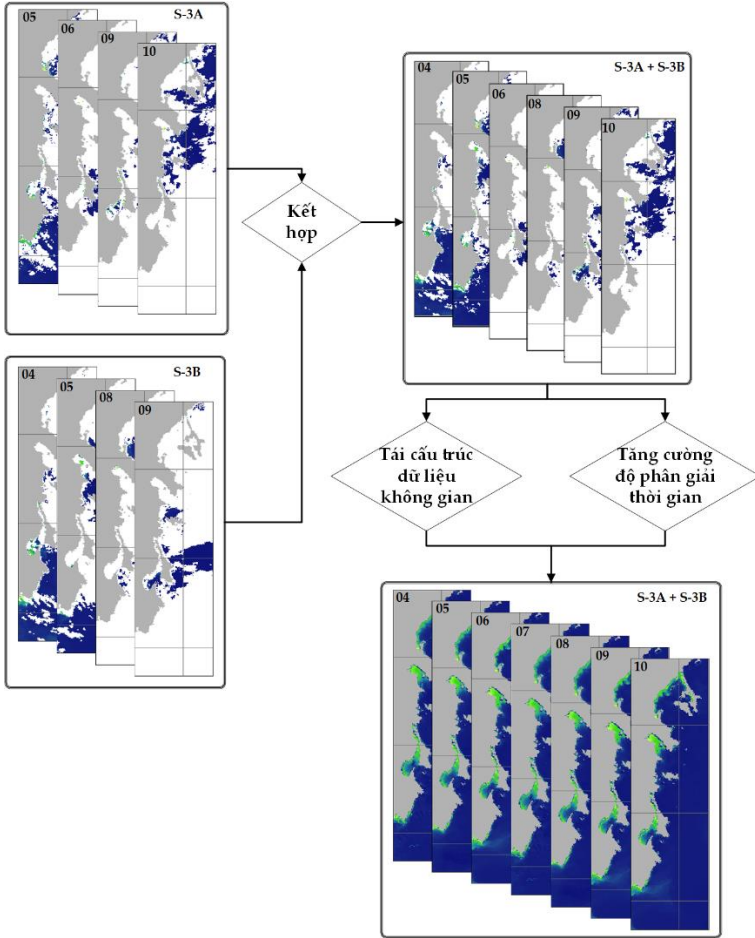 S-3A
05
06
09
10
Kết
hợp
S-3A + S-3B
04
05
06
08
09
10
S-3B
04
05
08
09
Tái cấu trúc
dữ liệu
không gian
Tăng cường
độ phân giải
thời gian
S-3A + S-3B
04
05
06
07
08
09
10